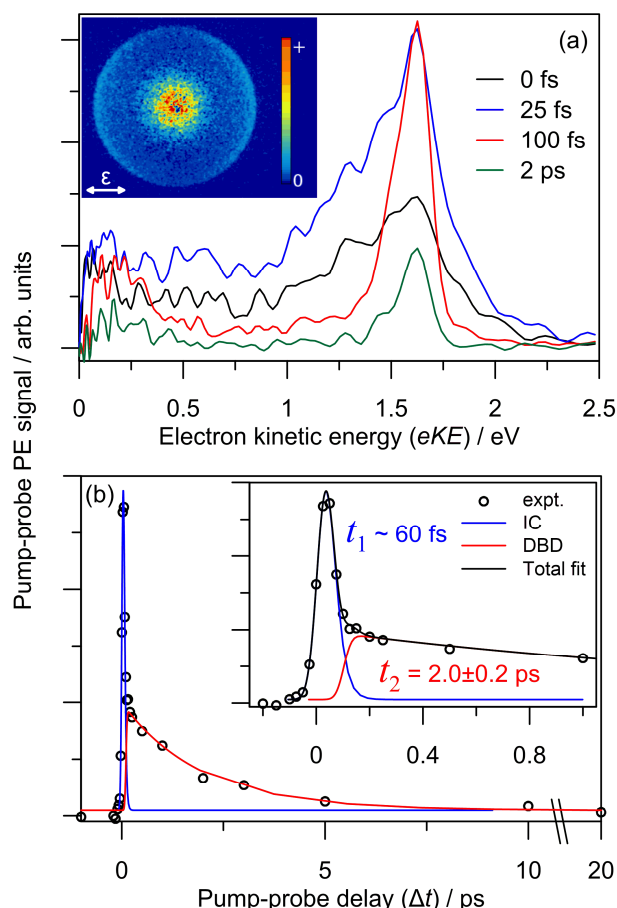 (a)
+
0
ε
0 fs
25 fs
100 fs
2 ps
0 0.5 1 1.5 2 2.5
Electron kinetic energy (eKE) / eV
Pump-probe PE signal / arb. units
(b)
t1 ~ 60 fs
expt.
IC
DBD
Total fit
t2 = 2.0±0.2 ps
0 0.4 0.8
0 5 10 20
Pump-probe delay (Δt) / ps